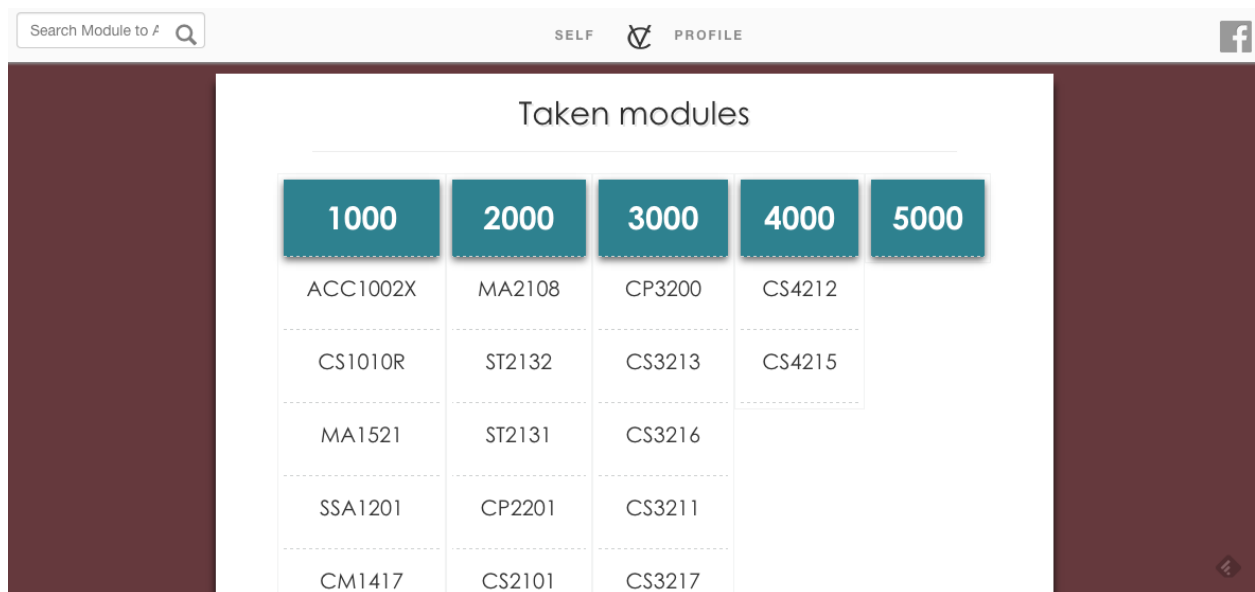 Search Module to A
SELF PROFILE
Taken modules
1000 2000 3000 4000 5000
ACC1002X MA2108 CP3200 CS4212
CS1010R ST2132 CS3213 CS4215
MA1521 ST2131 CS3216
SSA1201 CP2201 CS3211
CM1417 CS2101 CS3217